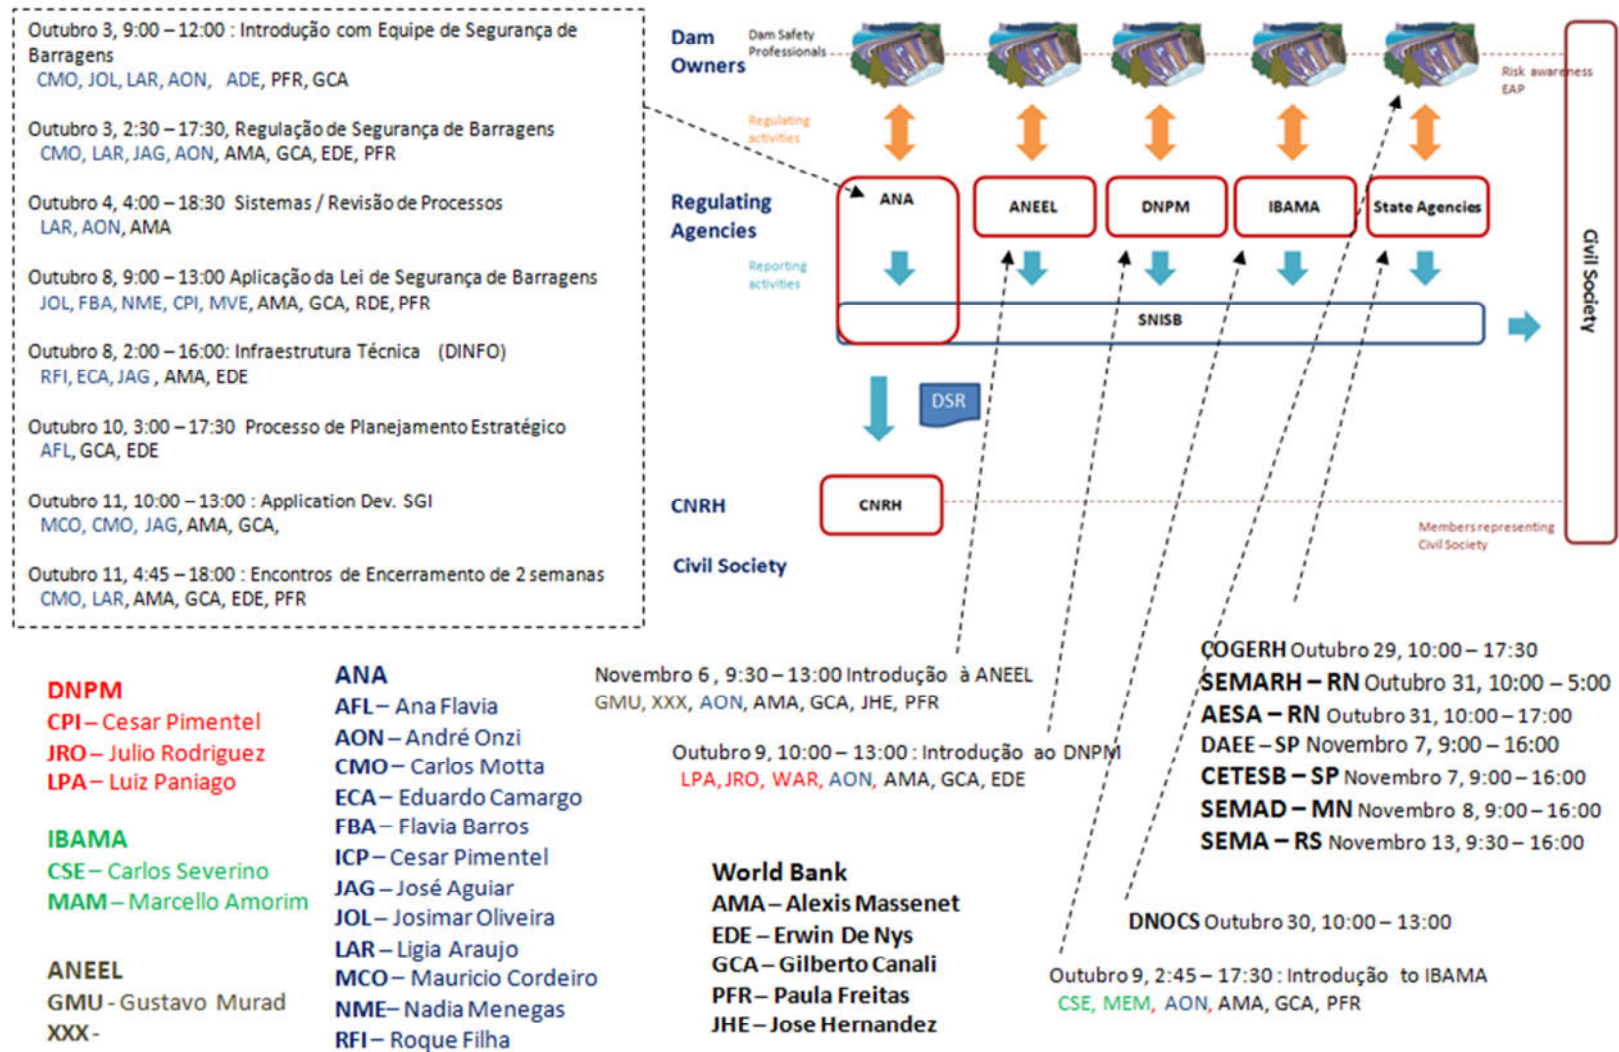 Outubro 3, 9:00 – 12:00 : Introdução com Equipe de Segurança de
Barragens
CMO, JOL, LAR, AON, ADE, PFR, GCA
Outubro 3, 2:30 – 17:30, Regulação de Segurança de Barragens
CMO, LAR, JAG, AON, AMA, GCA, EDE, PFR
Outubro 4, 4:00 – 18:30 Sistemas / Revisão de Processos
LAR, AON, AMA
Outubro 8, 9:00 – 13:00 Aplicação da Lei de Segurança de Barragens
JOL, FBA, NME, CPI, MVE, AMA, GCA, RDE, PFR
Outubro 8, 2:00 – 16:00: Infraestrutura Técnica (DINFO)
RFI, ECA, JAG , AMA, EDE
Outubro 10, 3:00 – 17:30 Processo de Planejamento Estratégico
AFL, GCA, EDE
Outubro 11, 10:00 – 13:00 : Application Dev. SGI
MCO, CMO, JAG, AMA, GCA,
Outubro 11, 4:45 – 18:00 : Encontros de Encerramento de 2 semanas
CMO, LAR, AMA, GCA, EDE, PFR
Dam
Owners
Dam Safety
Professionals
Risk awareness
EAP
Regulating
activities
Regulating
Agencies
ANA
ANEEL
DNPM
IBAMA
State Agencies
Reporting
activities
SNISB
Civil Society
DSR
CNRH
CNRH
Members representing
Civil Society
Civil Society
DNPM
CPI – Cesar Pimentel
JRO – Julio Rodriguez
LPA – Luiz Paniago
IBAMA
CSE – Carlos Severino
MAM – Marcello Amorim
ANEEL
GMU - Gustavo Murad
XXX -
ANA
AFL – Ana Flavia
AON – André Onzi
CMO – Carlos Motta
ECA – Eduardo Camargo
FBA – Flavia Barros
ICP – Cesar Pimentel
JAG – José Aguiar
JOL – Josimar Oliveira
LAR – Ligia Araujo
MCO – Mauricio Cordeiro
NME – Nadia Menegas
RFI – Roque Filha
Novembro 6 , 9:30 – 13:00 Introdução à ANEEL
GMU, XXX, AON, AMA, GCA, JHE, PFR
Outubro 9, 10:00 – 13:00 : Introdução ao DNPM
LPA, JRO, WAR, AON, AMA, GCA, EDE
World Bank
AMA – Alexis Massenet
EDE – Erwin De Nys
GCA – Gilberto Canali
PFR – Paula Freitas
JHE – Jose Hernandez
COGERH Outubro 29, 10:00 – 17:30
SEMARH – RN Outubro 31, 10:00 – 5:00
AESA – RN Outubro 31, 10:00 – 17:00
DAEE – SP Novembro 7, 9:00 – 16:00
CETESB – SP Novembro 7, 9:00 – 16:00
SEMAD – MN Novembro 8, 9:00 – 16:00
SEMA – RS Novembro 13, 9:30 – 16:00
DNOCS Outubro 30, 10:00 – 13:00
Outubro 9, 2:45 – 17:30 : Introdução to IBAMA
CSE, MEM, AON, AMA, GCA, PFR